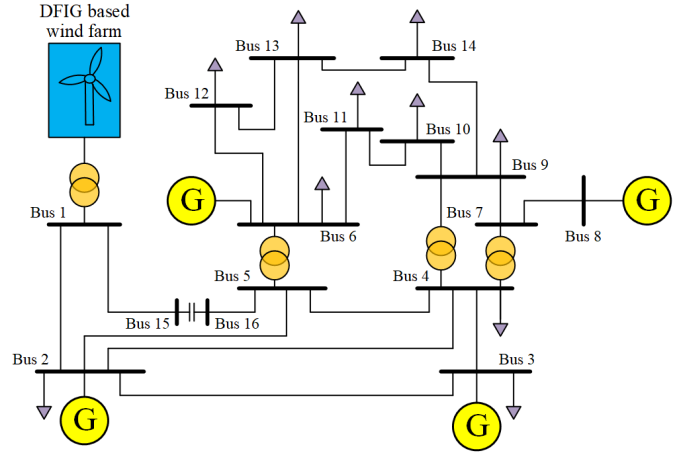 DFIG based
wind farm
Bus 13
Bus 14
Bus 12
Bus 11
Bus 10
Bus 9
G
G
Bus 1
Bus 6
Bus 7
Bus 8
Bus 5
Bus 4
Bus 15
Bus 16
Bus 2
Bus 3
G
G